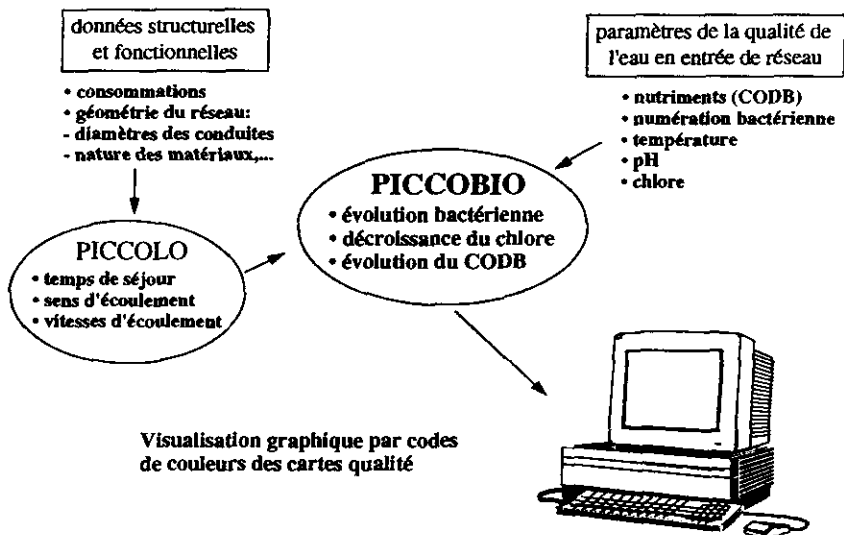 données structurelles
et fonctionnelles
• consommations
• géométrie du réseau:
- diamètres des conduites
- nature des matériaux,...
paramètres de la qualité de
l'eau en entrée de réseau
• nutriments (CODB)
• numération bactérienne
• température
• pH
• chlore
PICCOBIO
• évolution bactérienne
• décroissance du chlore
• évolution du CODB
PICCOLO
• temps de séjour
• sens d'écoulement
• vitesses d'écoulement
Visualisation graphique par codes
de couleurs des cartes qualité